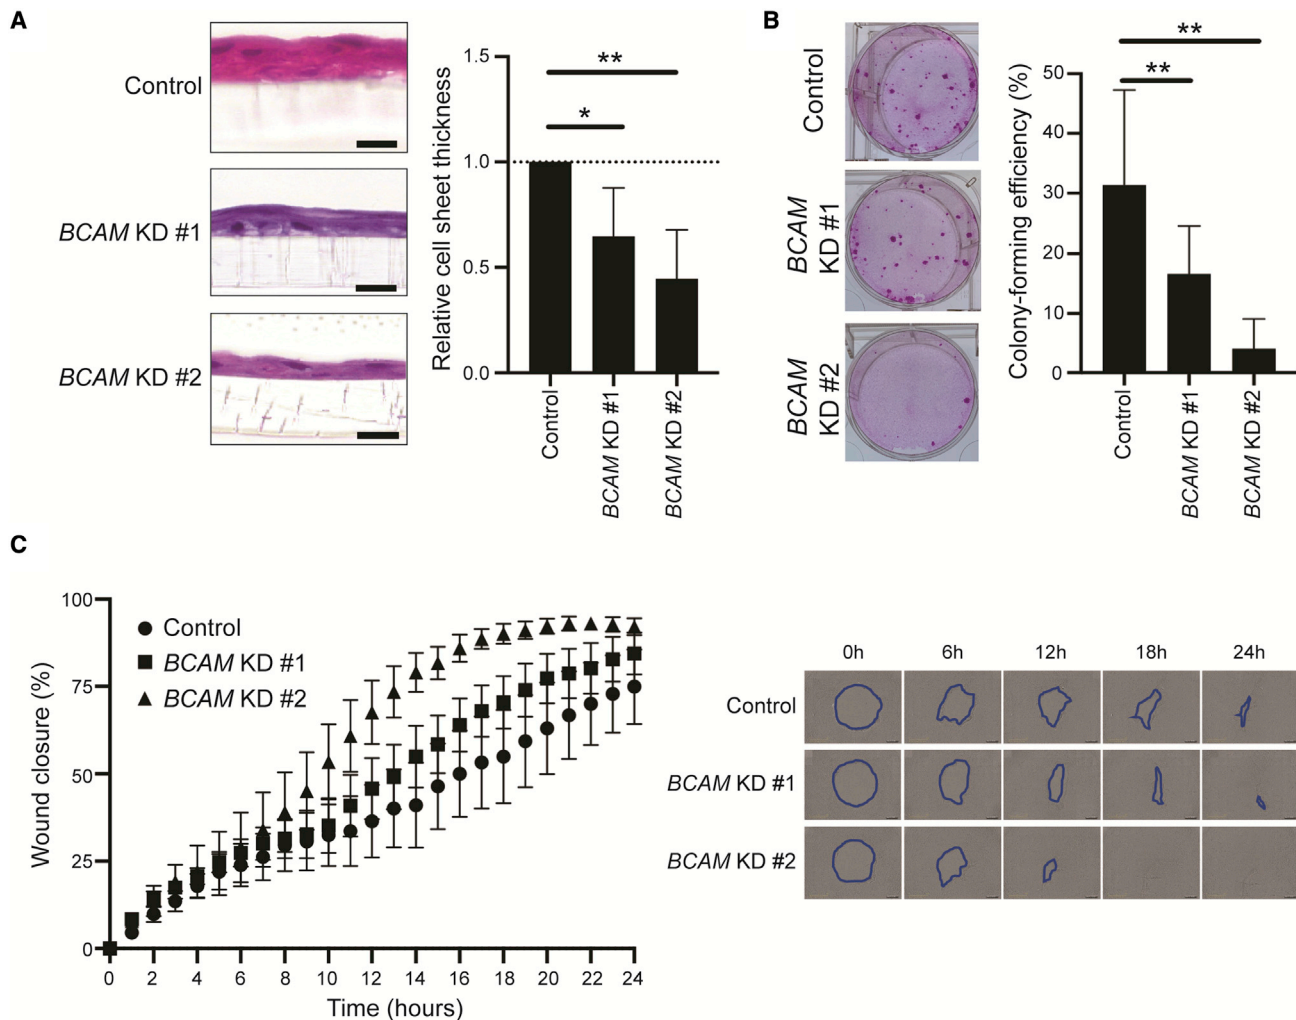 A
Control
BCAM KD #1
BCAM KD #2
Relative cell sheet thickness
1.5
1.0
0.5
0.0
**
*
Control
BCAM KD #1
BCAM KD #2
B
Control
BCAM
KD #1
BCAM
KD #2
Colony-forming efficiency (%)
50
40
30
20
10
0
**
**
Control
BCAM KD #1
BCAM KD #2
C
Wound closure (%)
100
75
50
25
0
Control
BCAM KD #1
BCAM KD #2
0 2 4 6 8 10 12 14 16 18 20 22 24
Time (hours)
0h 6h 12h 18h 24h
Control
BCAM KD #1
BCAM KD #2